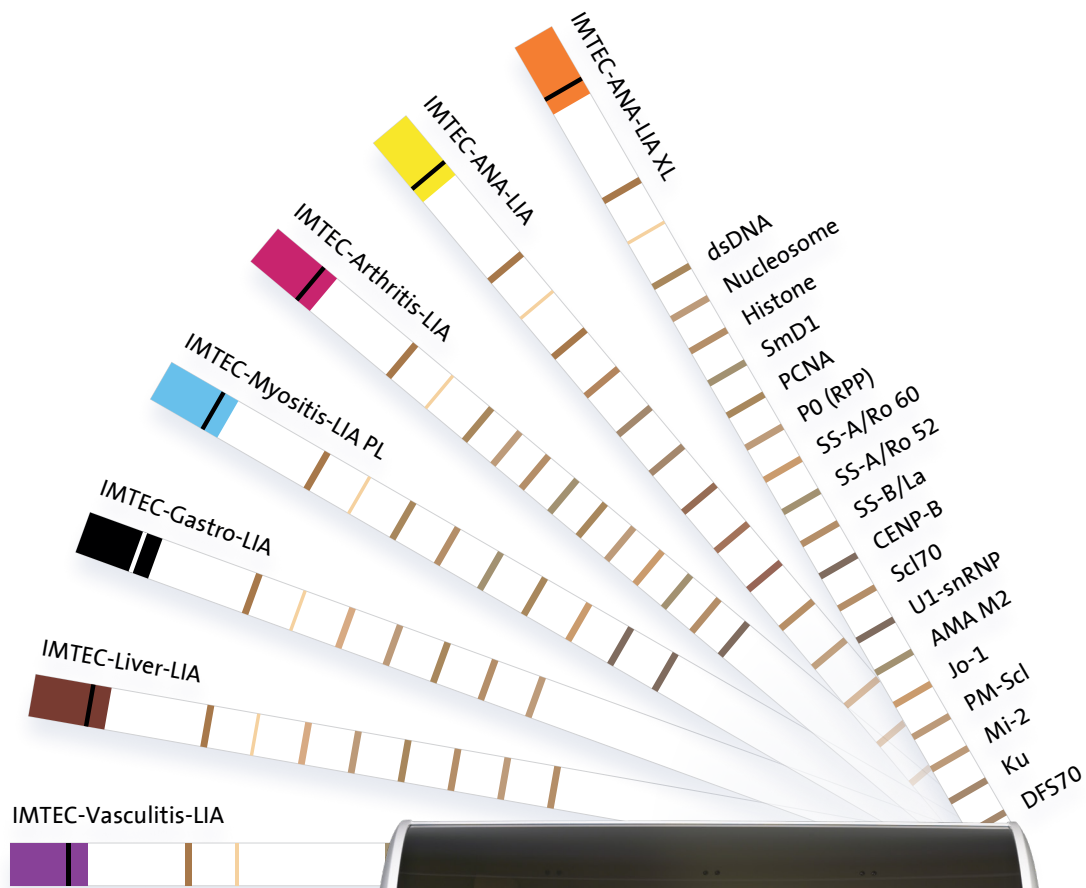 IMTEC-ANA-LIA XL
IMTEC-ANA-LIA
IMTEC-Arthritis-LIA
IMTEC-Myositis-LIA PL
IMTEC-Gastro-LIA
IMTEC-Liver-LIA
IMTEC-Vasculitis-LIA
dsDNA
Nucleosome
Histone
SmD1
PCNA
P0 (RPP)
SS-A/Ro 60
SS-A/Ro 52
SS-B/La
CENP-B
Scl70
U1-snRNP
AMA M2
Jo-1
PM-Scl
Mi-2
Ku
DFS70